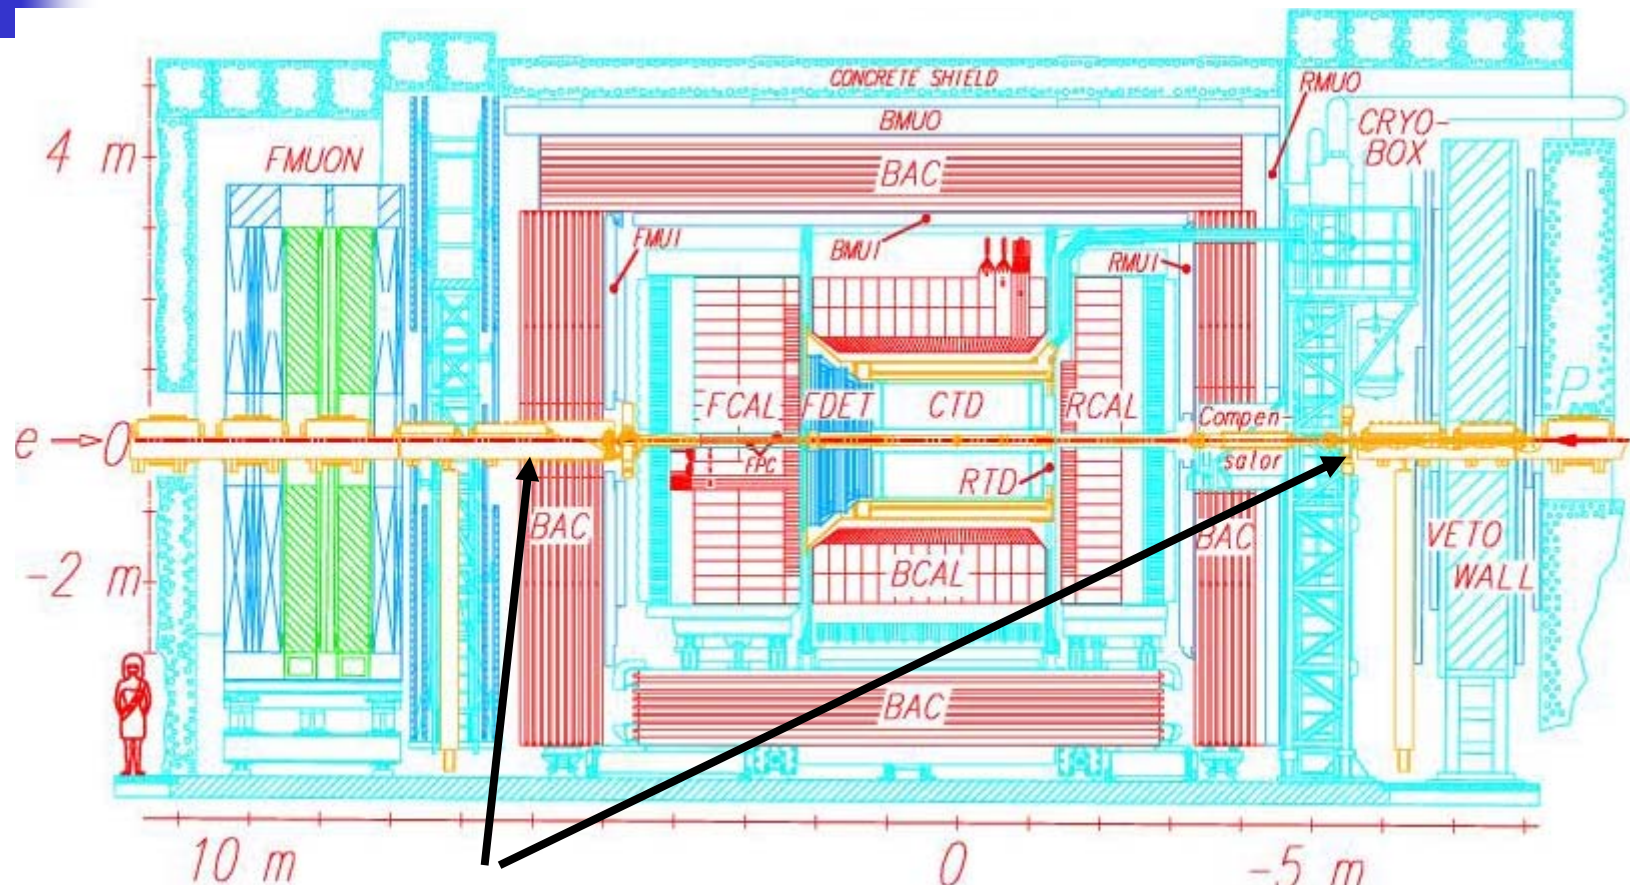 CONCRETE SHIELD
RMUO
BMUO
CRYO-
BOX
4 m
FMUON
BAC
FMUI
BMUI
RMUI
FCAL
FDET
CTD
RCAL
Compen-
sator
P
e → 0
FPC
RTD
BAC
BAC
VETO
WALL
-2 m
BCAL
BAC
10 m
0
-5 m